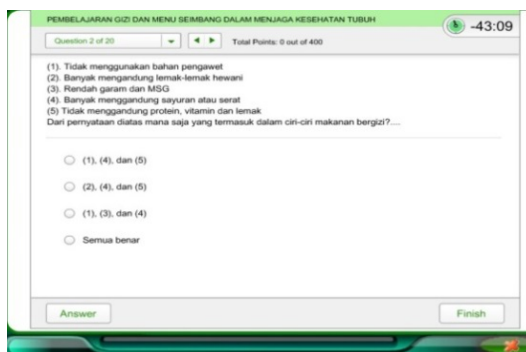 PEMBELAJARAN GIZI DAN MENU SEIMBANG DALAM MENJAGA KESEHATAN TUBUH
-43:09
Question 2 of 20
Total Points: 0 out of 400
(1). Tidak menggunakan bahan pengawet
(2). Banyak mengandung lemak-lemak hewani
(3). Rendah garam dan MSG
(4). Banyak menggandung sayuran atau serat
(5) Tidak menggandung protein, vitamin dan lemak
Dari pernyataan diatas mana saja yang termasuk dalam ciri-ciri makanan bergizi?....
(1), (4), dan (5)
(2), (4), dan (5)
(1), (3), dan (4)
Semua benar
Answer
Finish